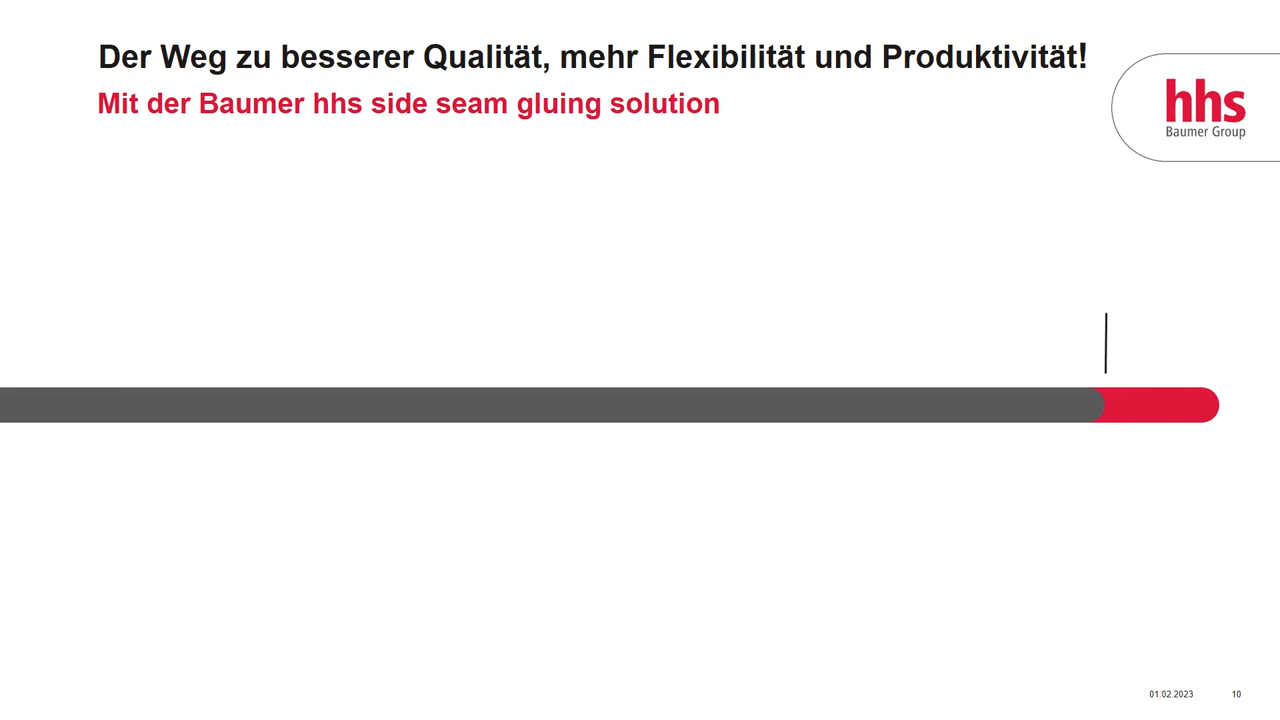 Der Weg zu besserer Qualität, mehr Flexibilität und Produktivität!
Mit der Baumer hhs side seam gluing solution
hhs
Baumer Group
01.02.2023 10